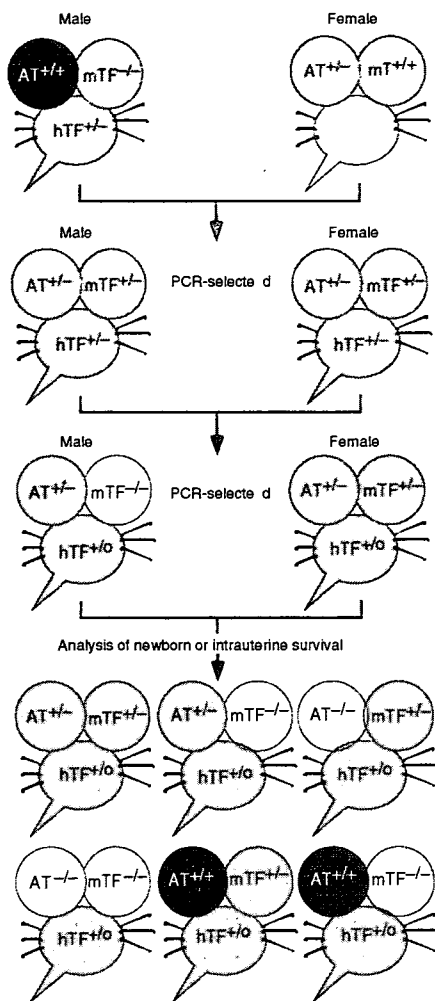 Male Female
AT+/+ mTF−/− AT+/− mT+/+
hTF+/−
Male Female
AT+/− mTF+/− PCR-selecte d AT+/− mTF+/−
hTF+/− hTF+/−
Male Female
AT+/− mTF−/− PCR-selecte d AT+/− mTF+/−
hTF+/o hTF+/o
Analysis of newborn or intrauterine survival
AT+/− mTF+/− AT+/− mTF−/− AT−/− mTF+/−
hTF+/o hTF+/o hTF+/o
AT−/− mTF−/− AT+/+ mTF+/− AT+/+ mTF−/−
hTF+/o hTF+/o hTF+/o